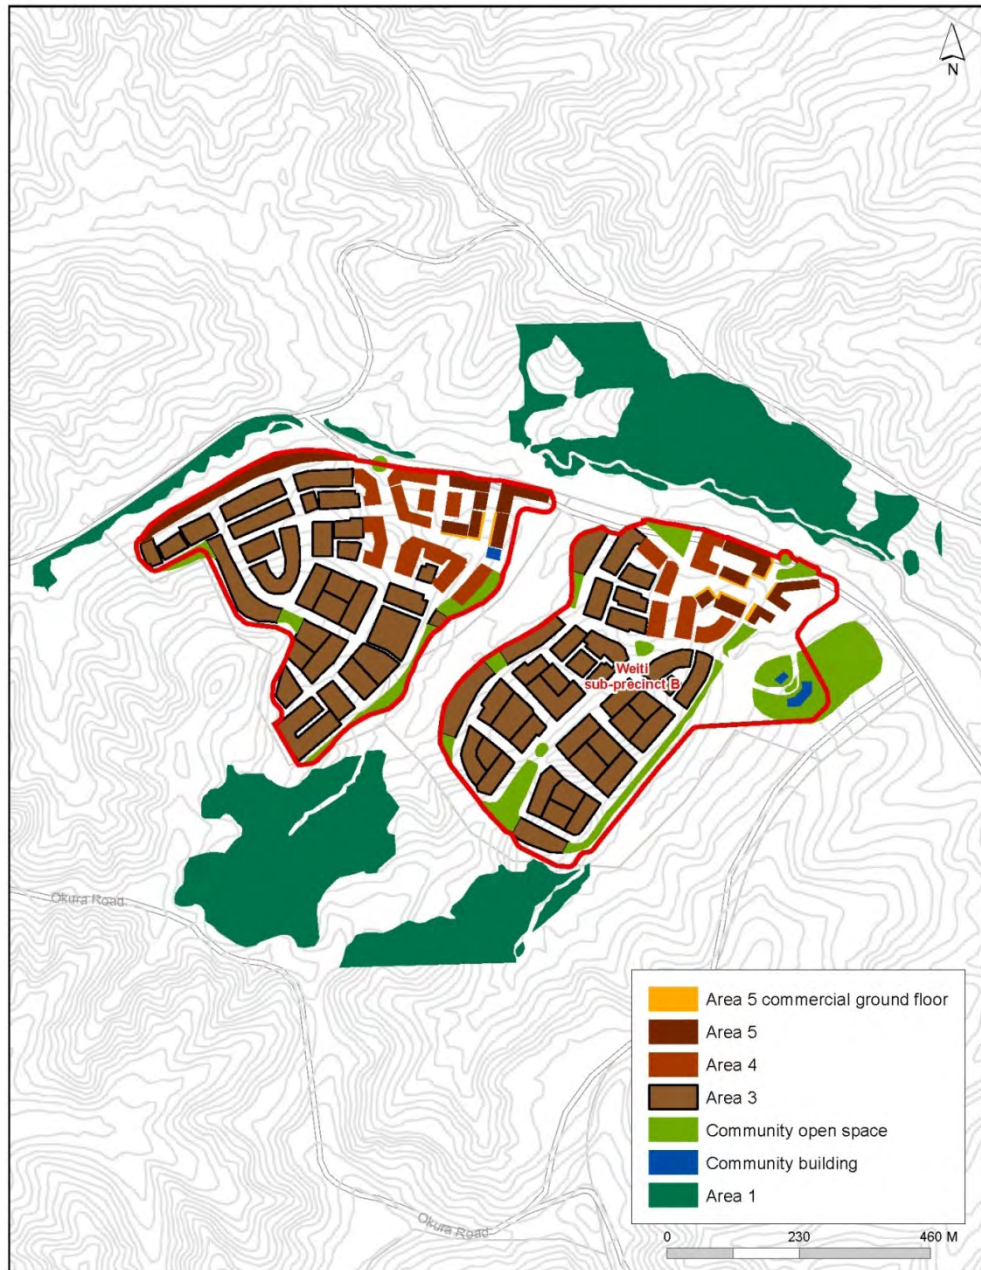 N
Weiti
sub-precinct B
Okura Road
Okura Road
Area 5 commercial ground floor
Area 5
Area 4
Area 3
Community open space
Community building
Area 1
0 230 460 M